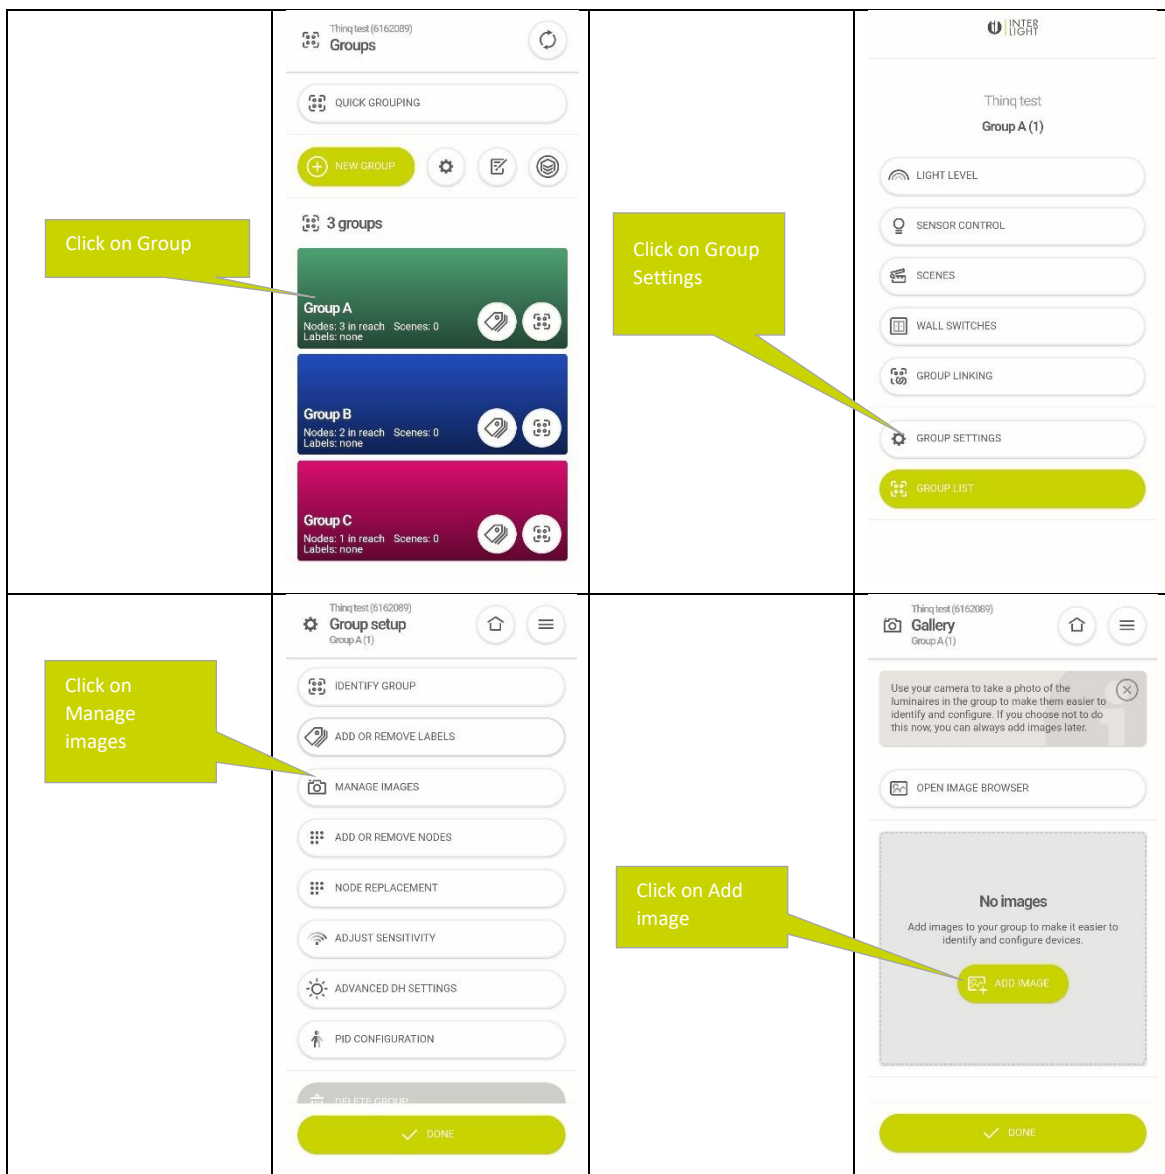 Thinq test (6162089)
Groups
QUICK GROUPING
NEW GROUP
3 groups
Click on Group
Group A
Nodes: 3 in reach Scenes: 0
Labels: none
Group B
Nodes: 2 in reach Scenes: 0
Labels: none
Group C
Nodes: 1 in reach Scenes: 0
Labels: none
INTER
LIGHT
Thinq test
Group A (1)
LIGHT LEVEL
SENSOR CONTROL
SCENES
WALL SWITCHES
GROUP LINKING
GROUP SETTINGS
GROUP LIST
Click on Group
Settings
Thinq test (6162089)
Group setup
Group A (1)
IDENTIFY GROUP
ADD OR REMOVE LABELS
MANAGE IMAGES
ADD OR REMOVE NODES
NODE REPLACEMENT
ADJUST SENSITIVITY
ADVANCED DH SETTINGS
PID CONFIGURATION
DELETE GROUP
DONE
Click on
Manage
images
Thinq test (6162089)
Gallery
Group A (1)
Use your camera to take a photo of the
luminaires in the group to make them easier to
identify and configure. If you choose not to do
this now, you can always add images later.
OPEN IMAGE BROWSER
No images
Add images to your group to make it easier to
identify and configure devices.
ADD IMAGE
DONE
Click on Add
image